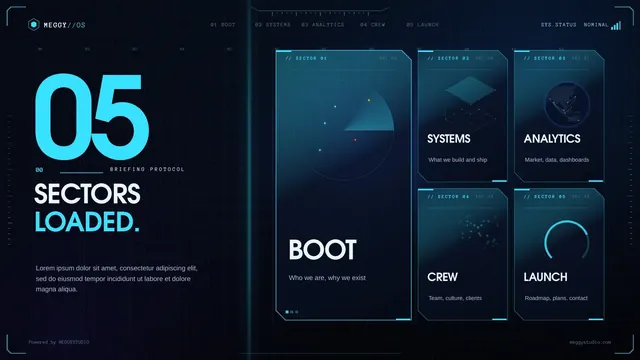 MEGGY//OS
01 BOOT
02 SYSTEMS
03 ANALYTICS
04 CREW
05 LAUNCH
SYS.STATUS NOMINAL
05
BRIEFING PROTOCOL
SECTORS
LOADED.
Lorem ipsum dolor sit amet, consectetur adipiscing elit,
sed do eiusmod tempor incididunt ut labore et dolore
magna aliqua.
// SECTOR 01
BOOT
Who we are, why we exist
// SECTOR 02
SYSTEMS
What we build and ship
// SECTOR 03
ANALYTICS
Market, data, dashboards
// SECTOR 04
CREW
Team, culture, clients
// SECTOR 05
LAUNCH
Roadmap, plans, contact
Powered by MEGGYSTUDIO
meggystudio.com